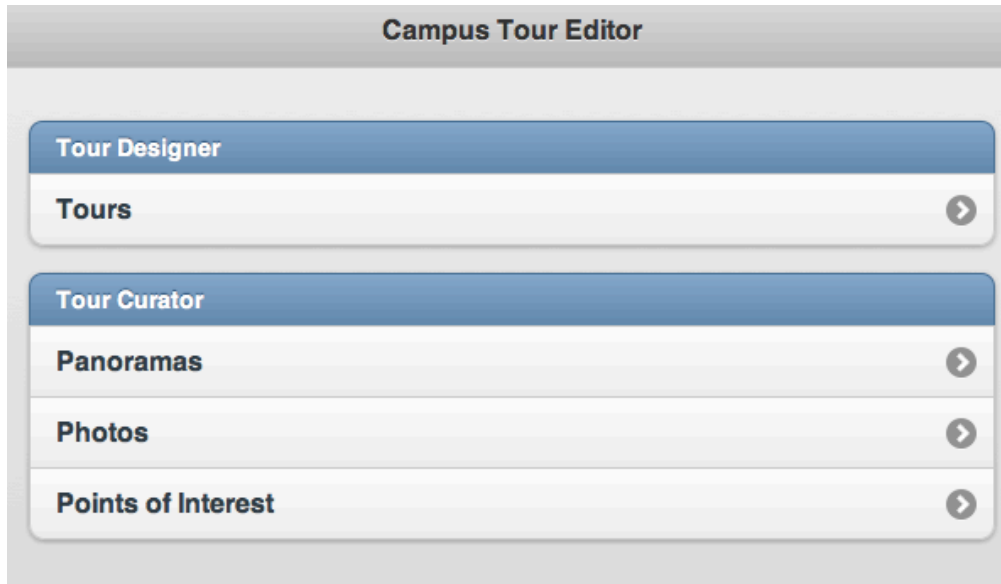 Campus Tour Editor
Tour Designer
Tours
Tour Curator
Panoramas
Photos
Points of Interest